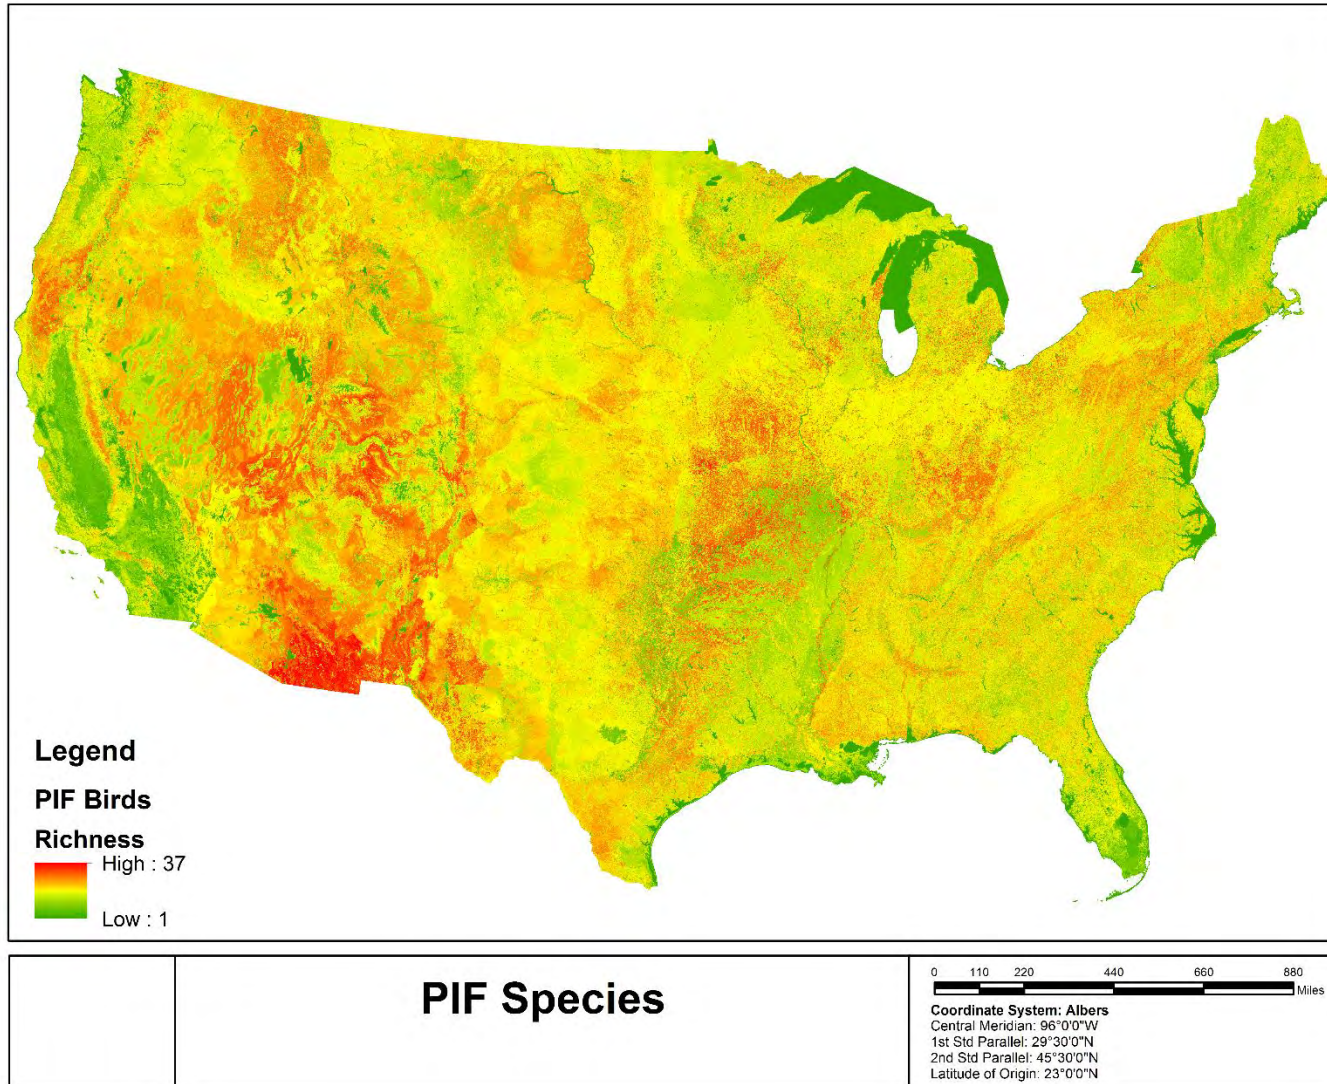 Legend
PIF Birds
Richness
High : 37
Low : 1
PIF Species
0 110 220 440 660 880
Miles
Coordinate System: Albers
Central Meridian: 96°0'0"W
1st Std Parallel: 29°30'0"N
2nd Std Parallel: 45°30'0"N
Latitude of Origin: 23°0'0"N